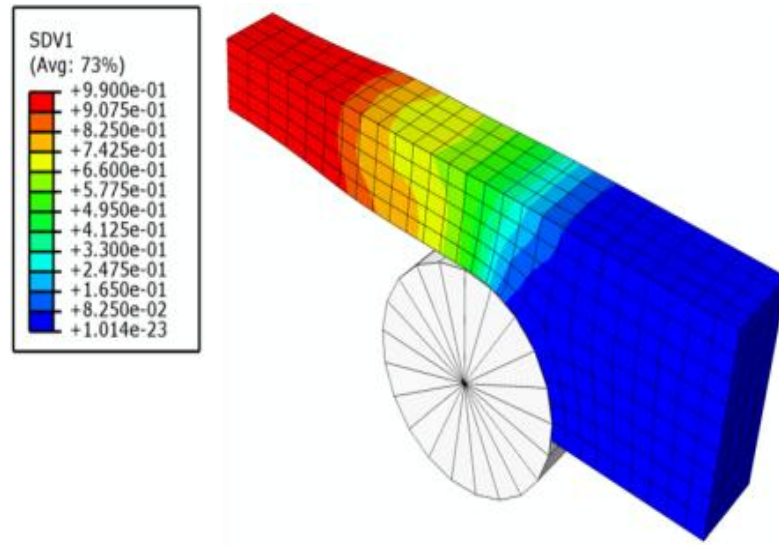 SDV1
(Avg: 73%)
+9.900e-01
+9.075e-01
+8.250e-01
+7.425e-01
+6.600e-01
+5.775e-01
+4.950e-01
+4.125e-01
+3.300e-01
+2.475e-01
+1.650e-01
+8.250e-02
+1.014e-23